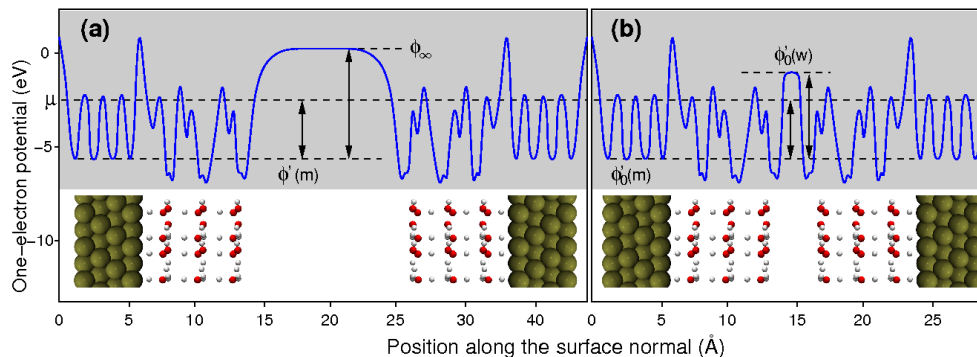 (a)
(b)
One-electron potential (eV)
0
μ
−5
−10
ϕ∞
ϕ'(m)
ϕ'₀(w)
ϕ'₀(m)
0 5 10 15 20 25 30 40
0 5 10 15 20 25
Position along the surface normal (Å)